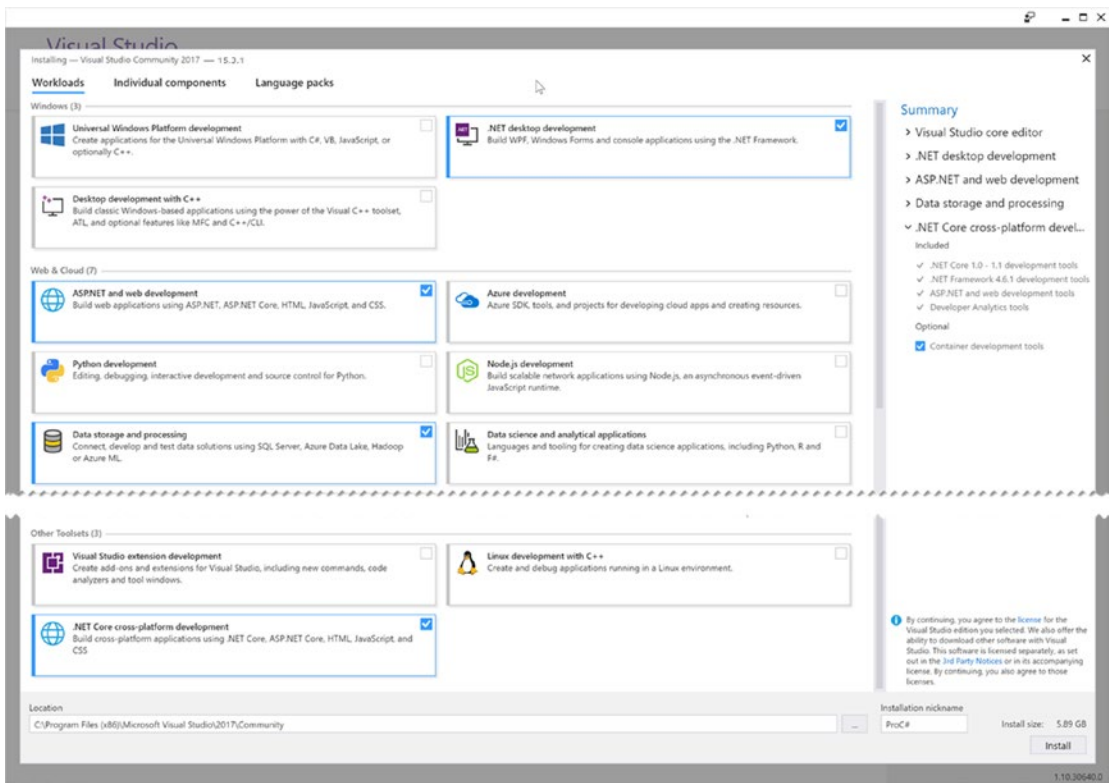 Visual Studio
Installing — Visual Studio Community 2017 — 15.3.1
Workloads Individual components Language packs
Windows (3)
Universal Windows Platform development
Create applications for the Universal Windows Platform with C#, VB, JavaScript, or
optionally C++.
.NET desktop development
Build WPF, Windows Forms and console applications using the .NET Framework.
Desktop development with C++
Build classic Windows-based applications using the power of the Visual C++ toolset,
ATL, and optional features like MFC and C++/CLI.
Web & Cloud (7)
ASP.NET and web development
Build web applications using ASP.NET, ASP.NET Core, HTML, JavaScript, and CSS.
Azure development
Azure SDK, tools, and projects for developing cloud apps and creating resources.
Python development
Editing, debugging, interactive development and source control for Python.
Node.js development
Build scalable network applications using Node.js, an asynchronous event-driven
JavaScript runtime.
Data storage and processing
Connect, develop and test data solutions using SQL Server, Azure Data Lake, Hadoop
or Azure ML.
Data science and analytical applications
Languages and tooling for creating data science applications, including Python, R and
F#.
Other Toolsets (3)
Visual Studio extension development
Create add-ons and extensions for Visual Studio, including new commands, code
analyzers and tool windows.
Linux development with C++
Create and debug applications running in a Linux environment.
.NET Core cross-platform development
Build cross-platform applications using .NET Core, ASP.NET Core, HTML, JavaScript, and
CSS
Summary
Visual Studio core editor
.NET desktop development
ASP.NET and web development
Data storage and processing
.NET Core cross-platform devel...
Included
.NET Core 1.0 - 1.1 development tools
.NET Framework 4.6.1 development tools
ASP.NET and web development tools
Developer Analytics tools
Optional
Container development tools
By continuing, you agree to the license for the
Visual Studio edition you selected. We also offer the
ability to download other software with Visual
Studio. This software is licensed separately, as set
out in the 3rd Party Notices or in its accompanying
license. By continuing, you also agree to those
licenses.
Location
C:\Program Files (x86)\Microsoft Visual Studio\2017\Community
...
Installation nickname
ProC#
Install size: 5.89 GB
Install
1.10.30640.0